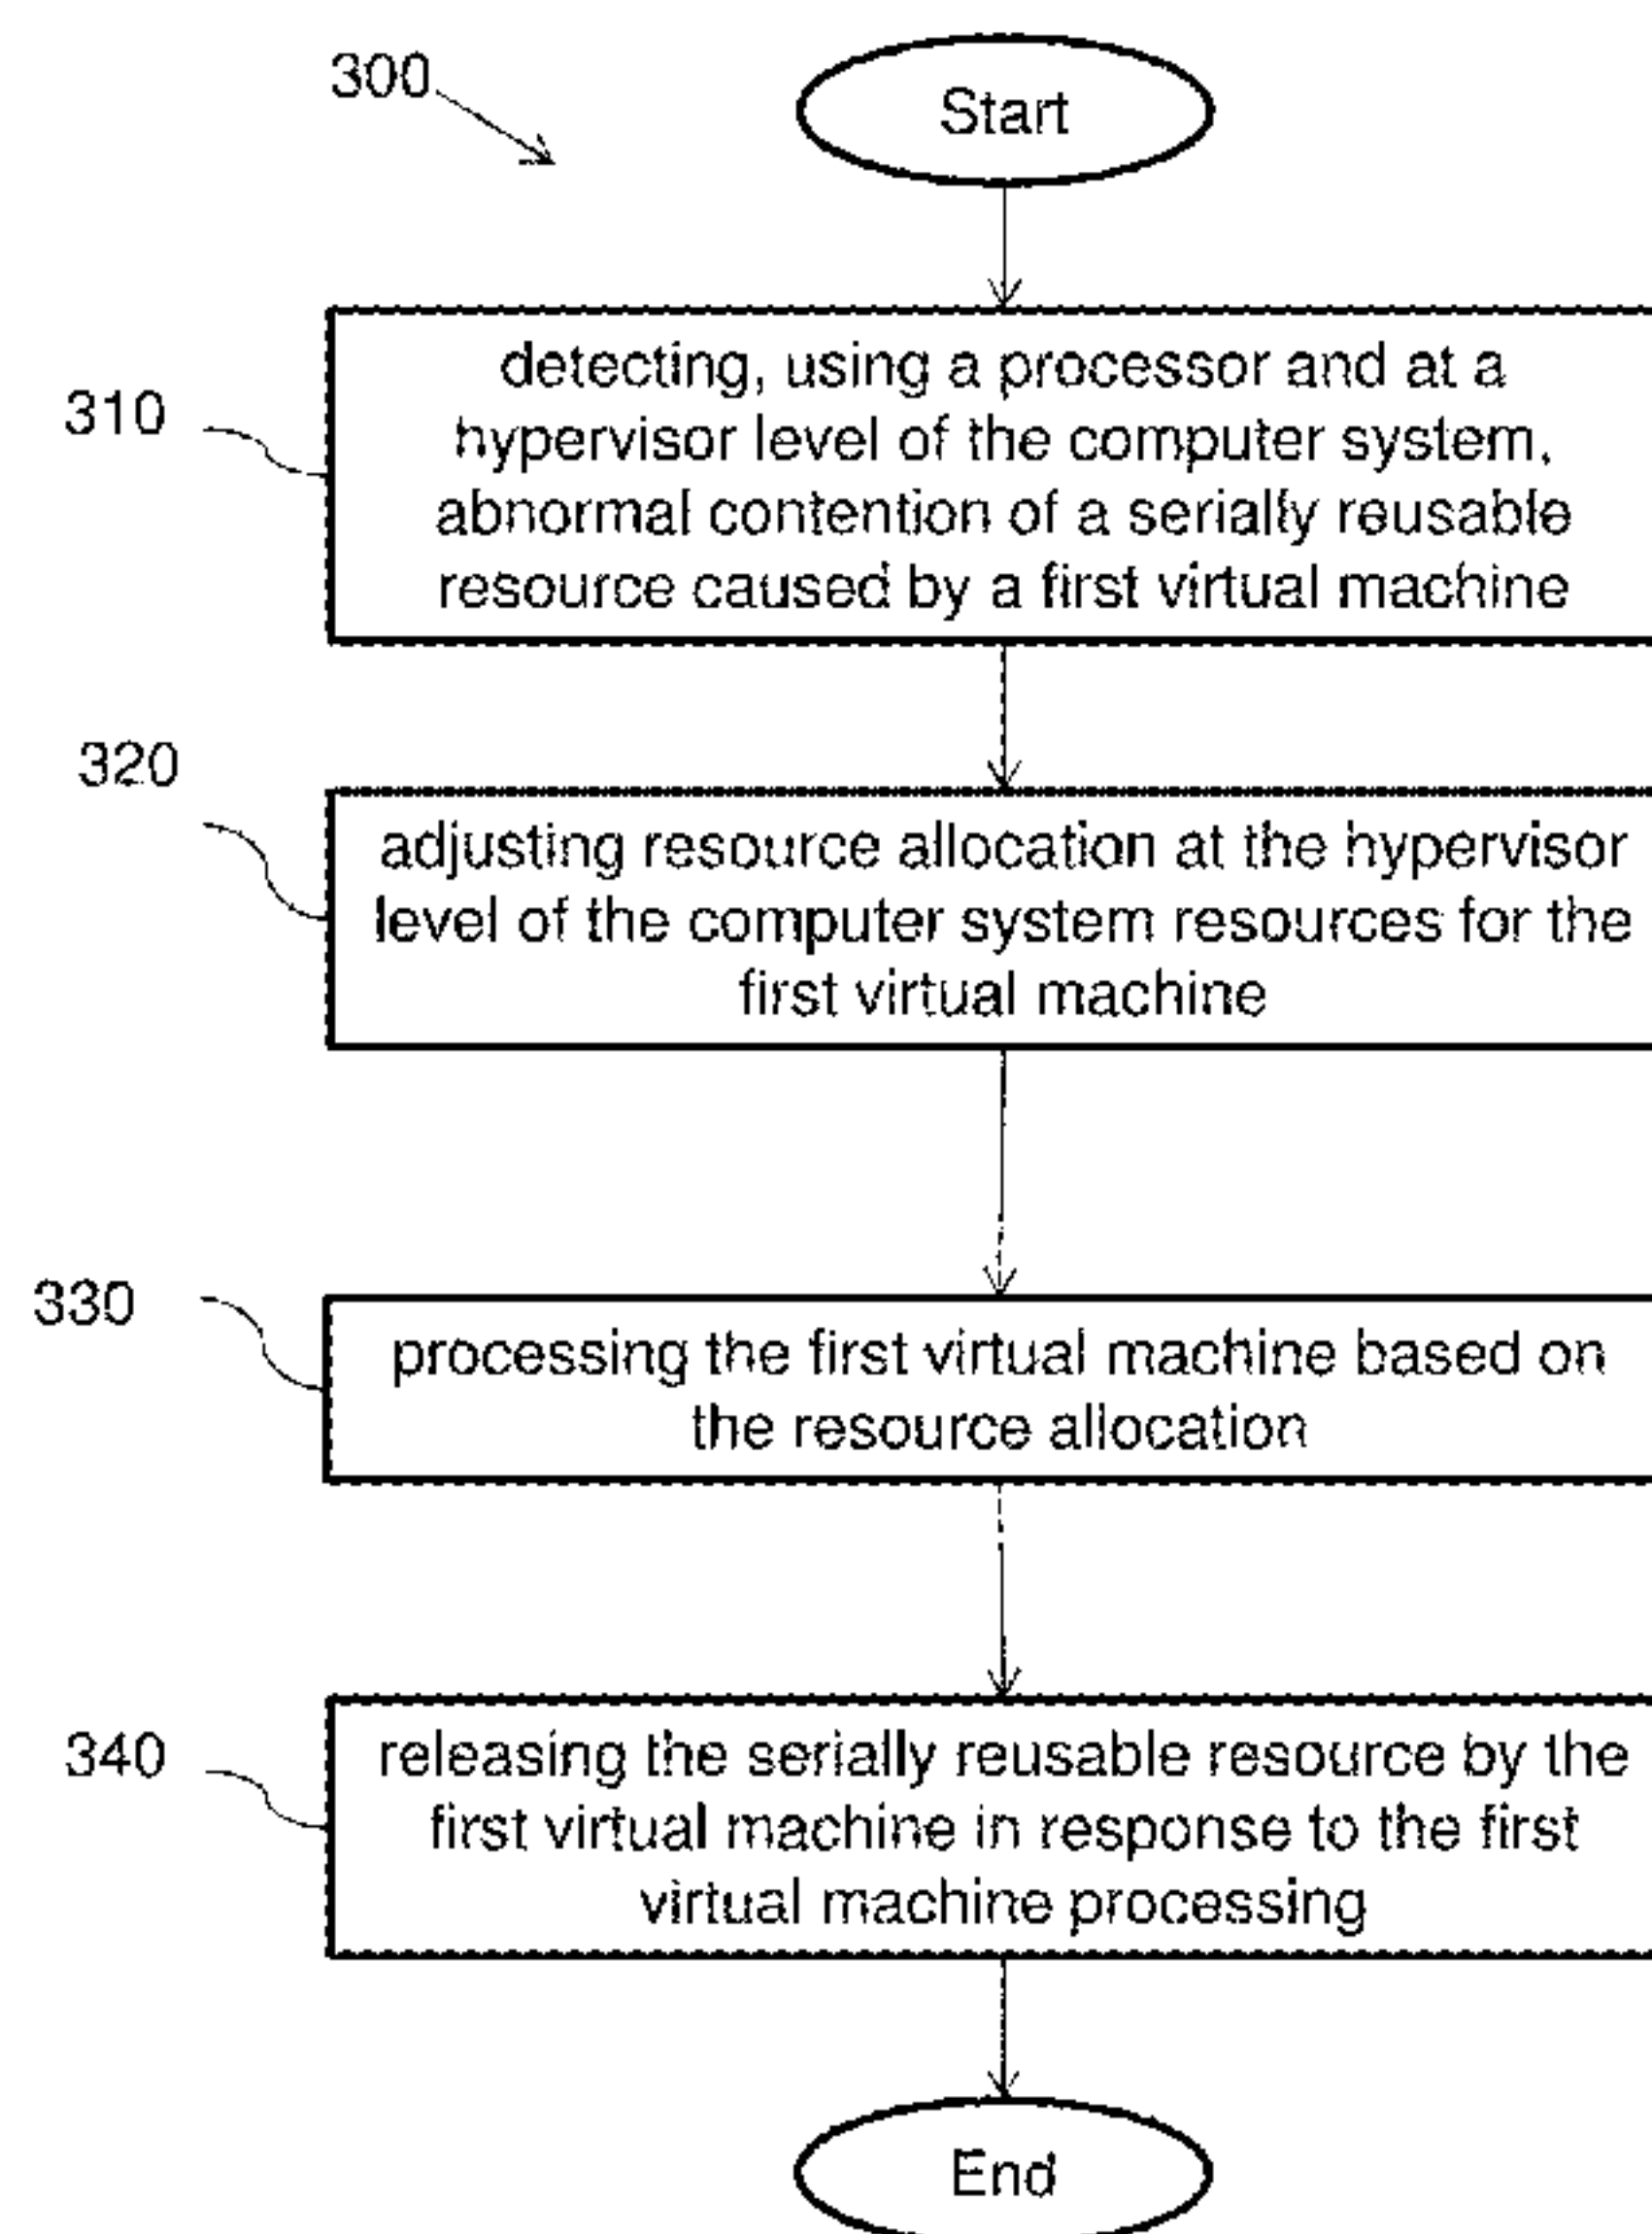 300
Start
310
detecting, using a processor and at a
hypervisor level of the computer system,
abnormal contention of a serially reusable
resource caused by a first virtual machine
320
adjusting resource allocation at the hypervisor
level of the computer system resources for the
first virtual machine
330
processing the first virtual machine based on
the resource allocation
340
releasing the serially reusable resource by the
first virtual machine in response to the first
virtual machine processing
End